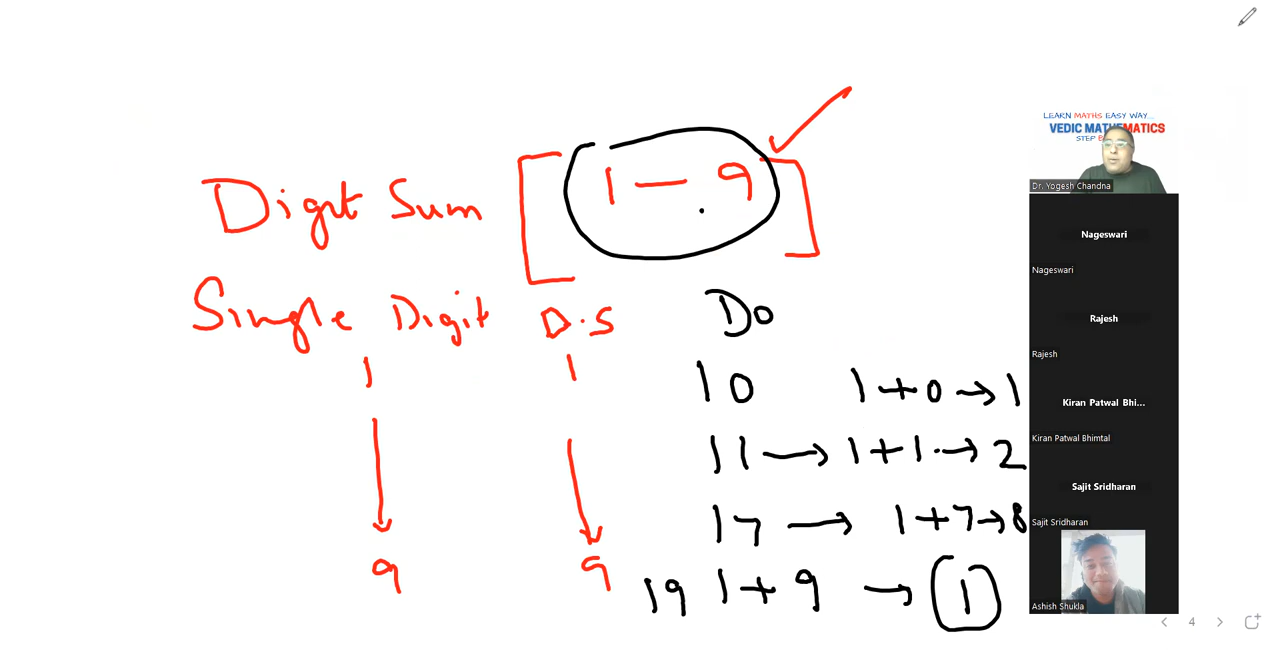 Digit Sum [ 1 — 9 ]
Single Digit D.S Do
1 1 10 1+0→1
11→1+1→2
17→1+7→8
9 9 19 1+9→1
LEARN MATHS EASY WAY...
VEDIC MATHEMATICS
Dr. Yogesh Chandna
Nageswari
Nageswari
Rajesh
Rajesh
Kiran Patwal Bhi...
Kiran Patwal Bhimtal
Sajit Sridharan
Sajit Sridharan
Ashish Shukla
4